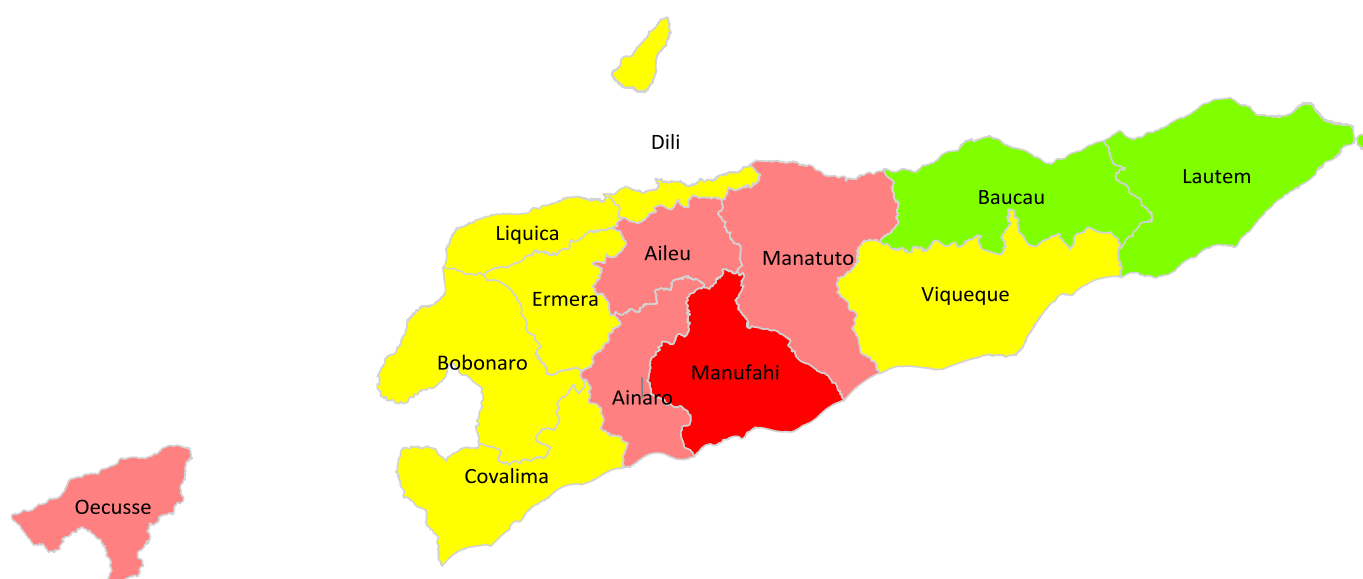 Dili
Lautem
Baucau
Liquica
Aileu
Manatuto
Viqueque
Ermera
Bobonaro
Manufahi
Ainaro
Covalima
Oecusse